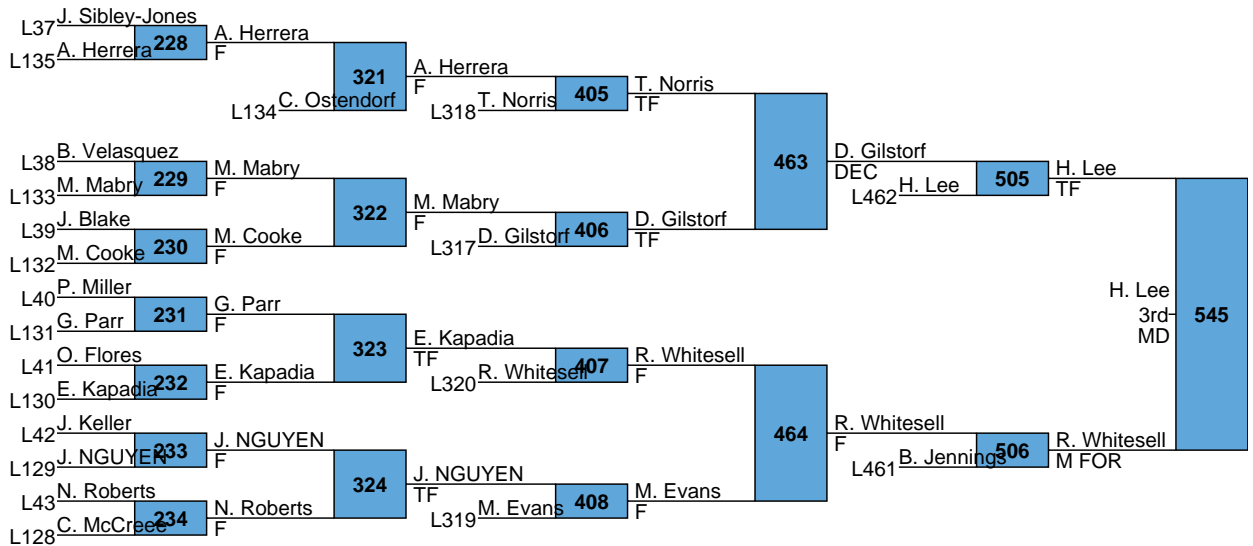 J. Sibley-Jones
L37
228
A. Herrera
F
A. Herrera
L135
321
A. Herrera
F
C. Ostendorf
L134
405
T. Norris
TF
T. Norris
L318
463
D. Gilstorf
DEC
B. Velasquez
L38
229
M. Mabry
F
M. Mabry
L133
322
M. Mabry
F
J. Blake
L39
230
M. Cooke
F
M. Cooke
L132
406
D. Gilstorf
TF
D. Gilstorf
L317
505
H. Lee
TF
H. Lee
L462
P. Miller
L40
231
G. Parr
F
G. Parr
L131
323
E. Kapadia
TF
O. Flores
L41
232
E. Kapadia
F
E. Kapadia
L130
407
R. Whitesell
F
R. Whitesell
L320
464
R. Whitesell
F
J. Keller
L42
233
J. NGUYEN
F
J. NGUYEN
L129
324
J. NGUYEN
TF
N. Roberts
L43
234
N. Roberts
F
C. McCreee
L128
408
M. Evans
F
M. Evans
L319
506
R. Whitesell
M FOR
B. Jennings
L461
545
H. Lee
3rd
MD